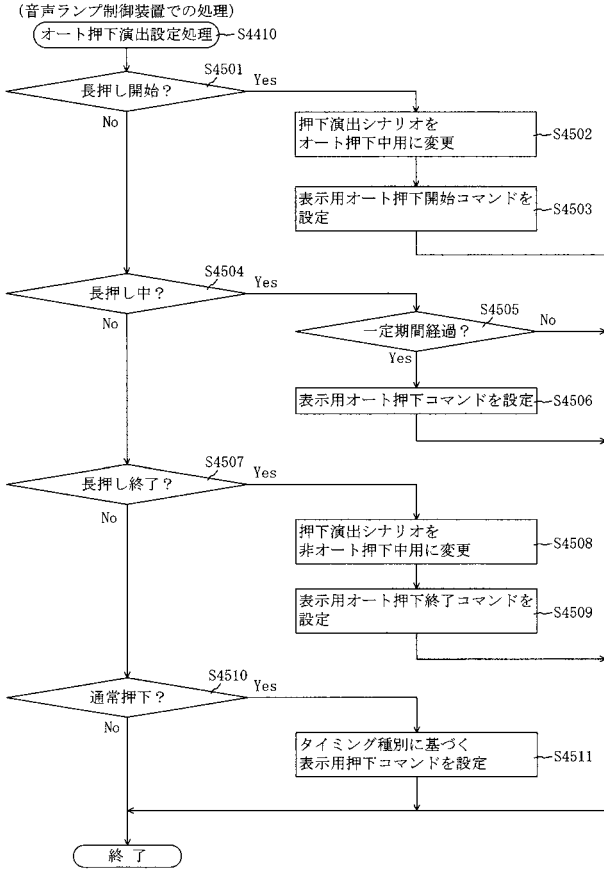 (音声ランプ制御装置での処理)
オート押下演出設定処理
S4410
S4501
長押し開始?
Yes
No
押下演出シナリオを
オート押下中用に変更
S4502
表示用オート押下開始コマンドを
設定
S4503
S4504
長押し中?
Yes
No
S4505
一定期間経過?
No
Yes
表示用オート押下コマンドを設定
S4506
S4507
長押し終了?
Yes
No
押下演出シナリオを
非オート押下中用に変更
S4508
表示用オート押下終了コマンドを
設定
S4509
S4510
通常押下?
Yes
No
タイミング種別に基づく
表示用押下コマンドを設定
S4511
終了